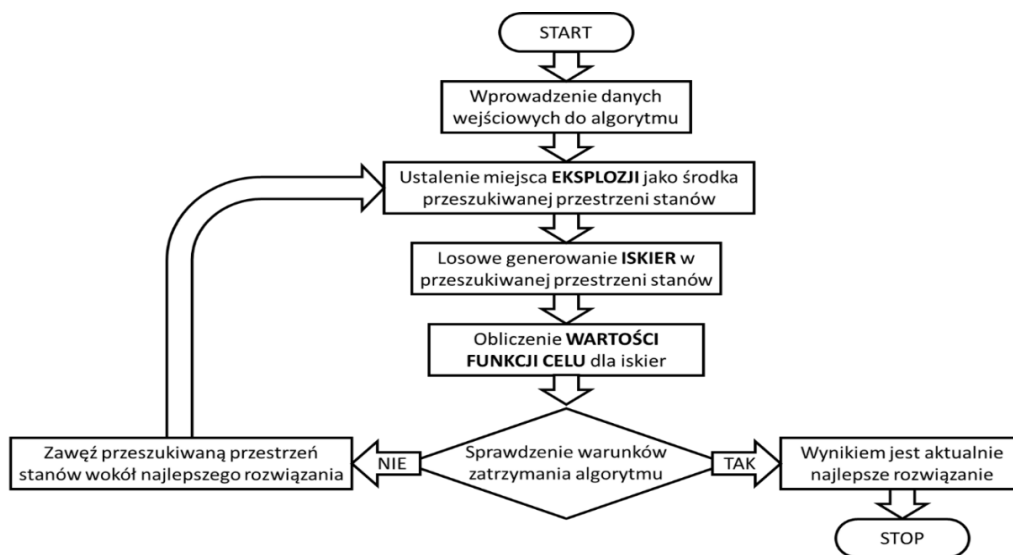 START
Wprowadzenie danych
wejściowych do algorytmu
Ustalenie miejsca EKSPLOZJI jako środka
przeszukiwanej przestrzeni stanów
Losowe generowanie ISKIER w
przeszukiwanej przestrzeni stanów
Obliczenie WARTOŚCI
FUNKCJI CELU dla iskier
Zawęź przeszukiwaną przestrzeń
stanów wokół najlepszego rozwiązania
NIE
Sprawdzenie warunków
zatrzymania algorytmu
TAK
Wynikiem jest aktualnie
najlepsze rozwiązanie
STOP